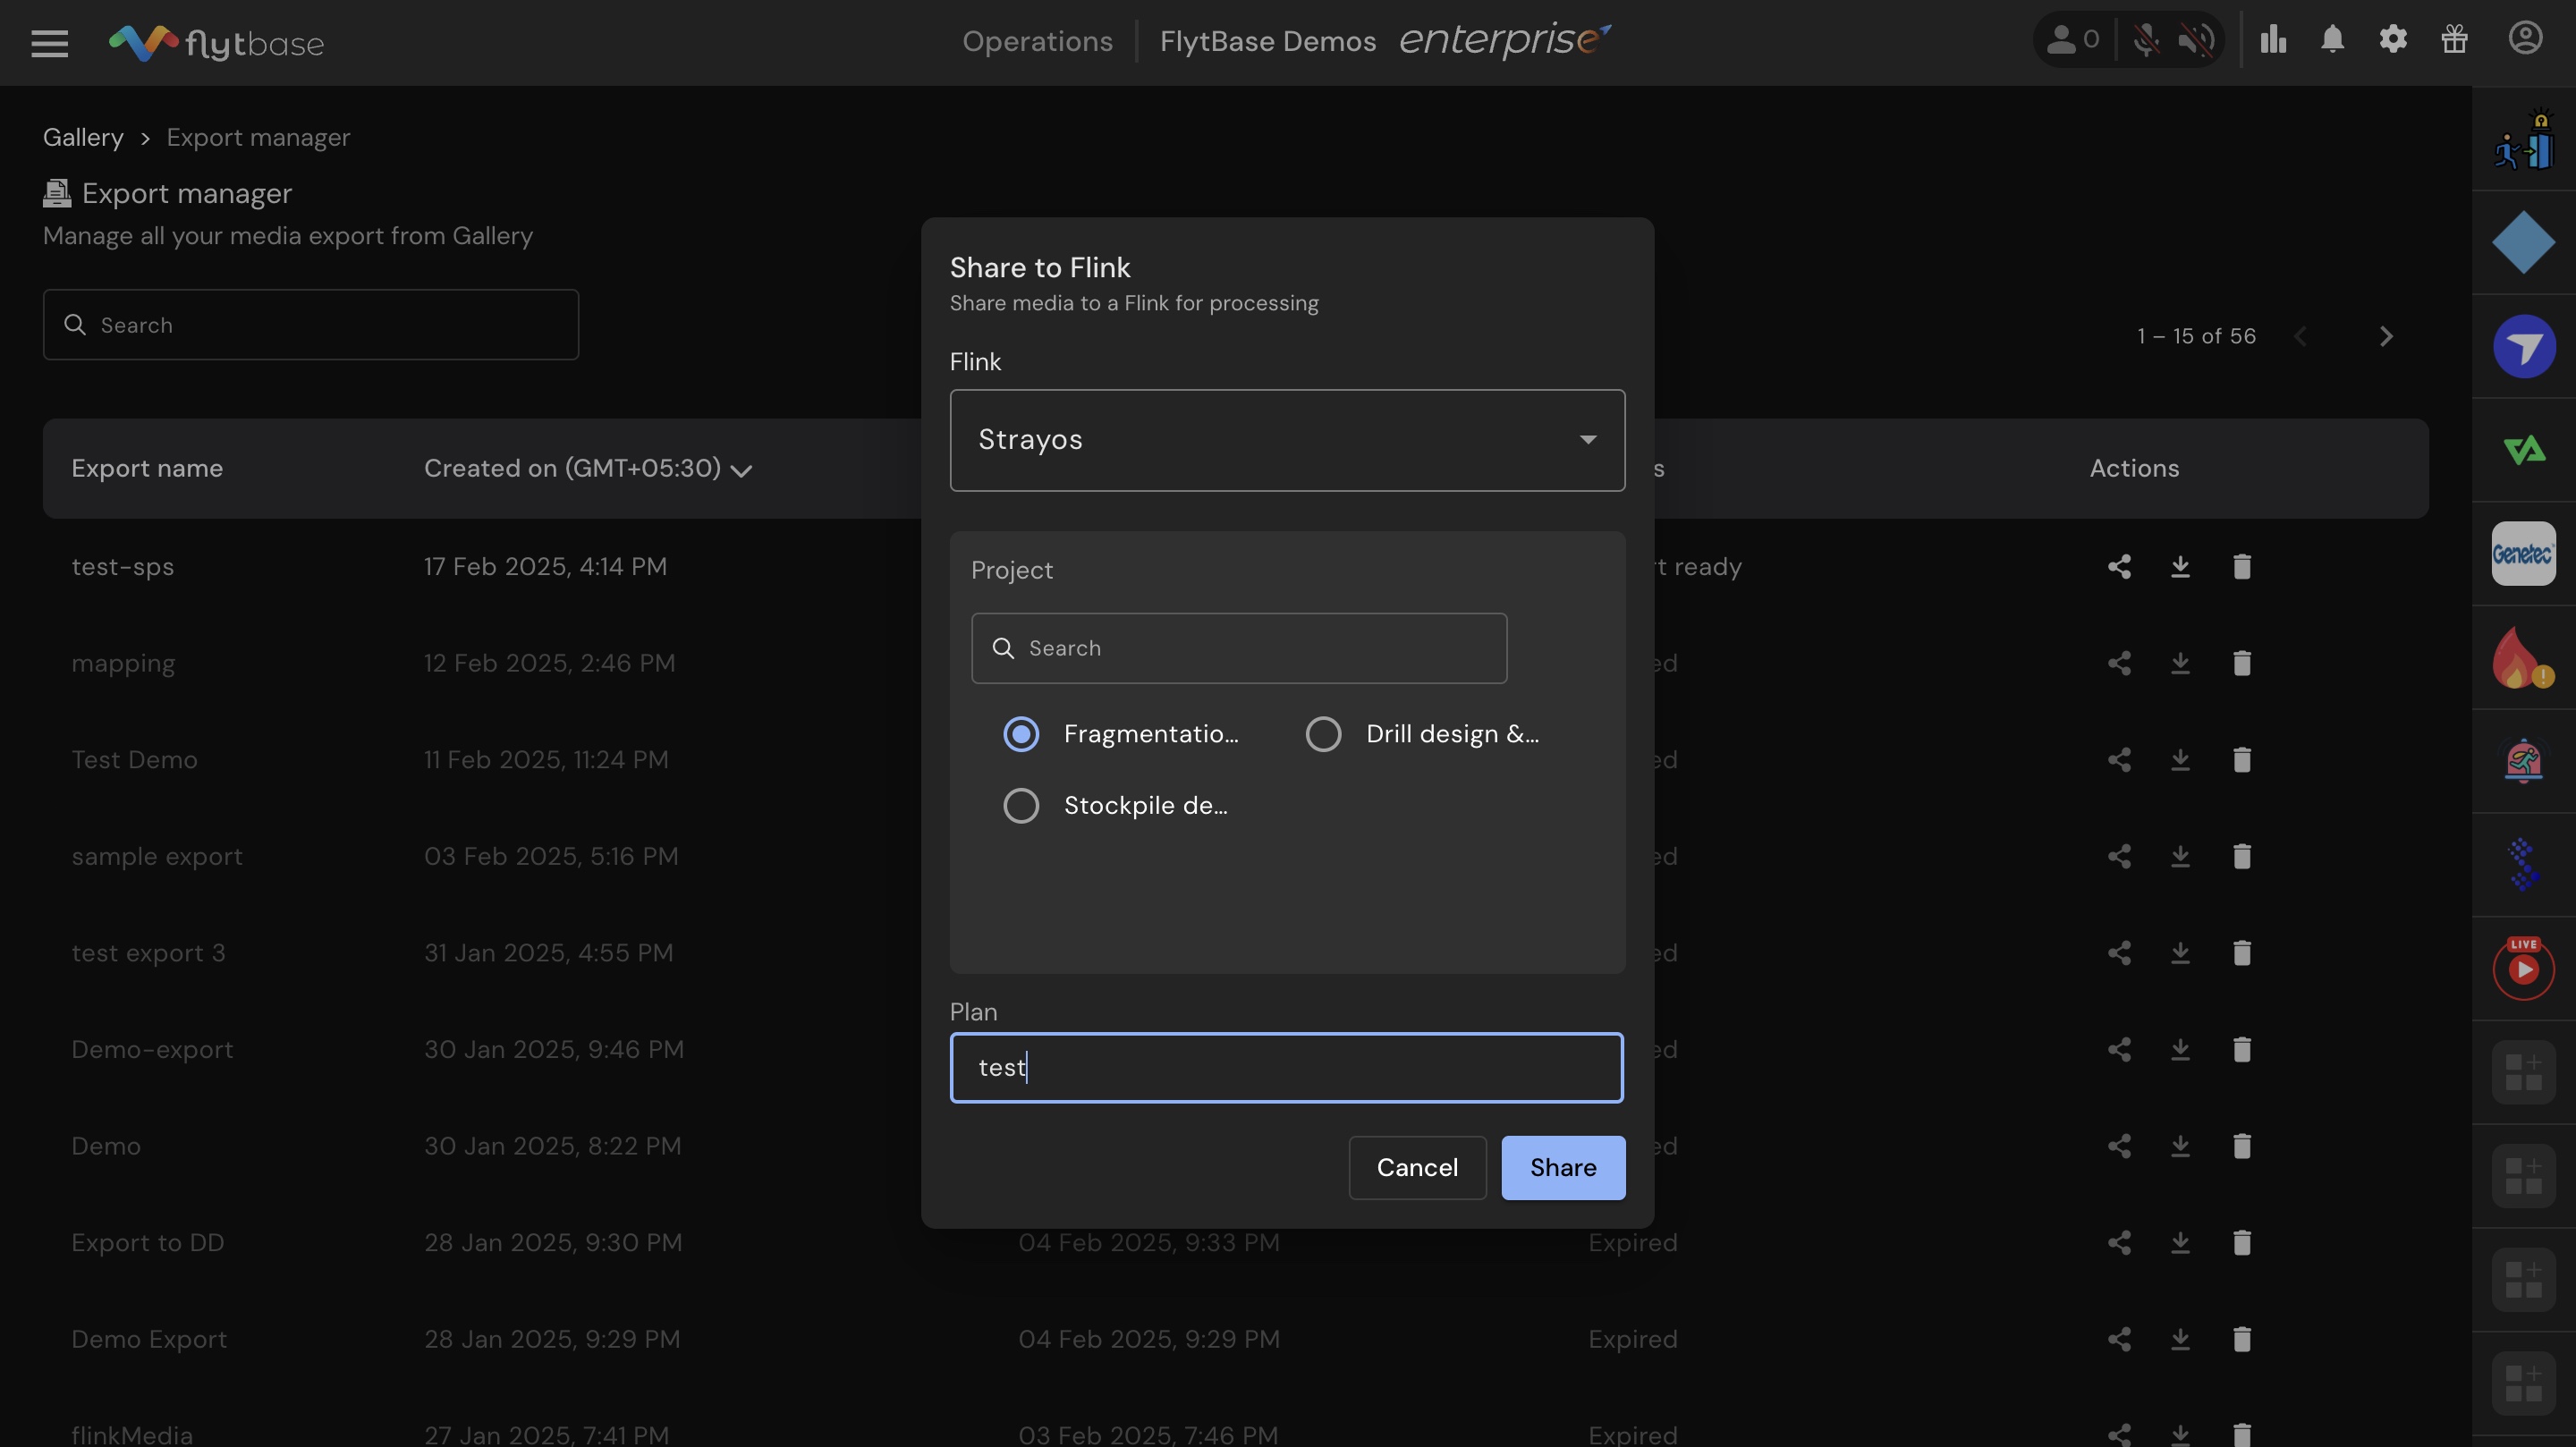 flytbase
Operations
FlytBase Demos enterprise
0
Gallery > Export manager
Export manager
Manage all your media export from Gallery
Search
1 – 15 of 56
Export name
Created on (GMT+05:30)
s
Actions
test-sps
17 Feb 2025, 4:14 PM
t ready
mapping
12 Feb 2025, 2:46 PM
ed
Test Demo
11 Feb 2025, 11:24 PM
ed
sample export
03 Feb 2025, 5:16 PM
ed
test export 3
31 Jan 2025, 4:55 PM
ed
Demo-export
30 Jan 2025, 9:46 PM
ed
Demo
30 Jan 2025, 8:22 PM
ed
Export to DD
28 Jan 2025, 9:30 PM
04 Feb 2025, 9:33 PM
Expired
Demo Export
28 Jan 2025, 9:29 PM
04 Feb 2025, 9:29 PM
Expired
flinkMedia
27 Jan 2025, 7:41 PM
03 Feb 2025, 7:46 PM
Expired
Share to Flink
Share media to a Flink for processing
Flink
Strayos
Project
Search
Fragmentatio...
Drill design &...
Stockpile de...
Plan
test
Cancel
Share
Genetec
LIVE